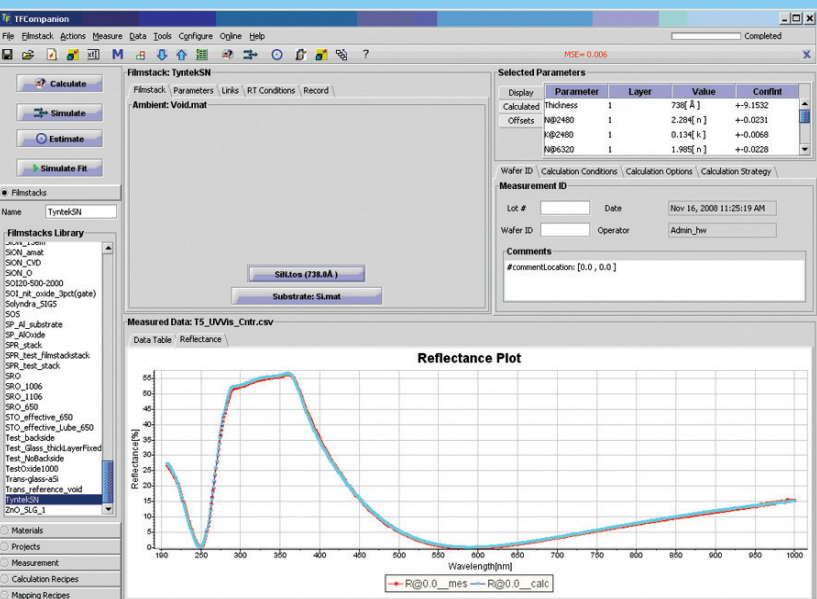 TFCompanion
File Filmstack Actions Measure Data Tools Configure Online Help
Completed
MSE= 0.006
Calculate
Simulate
Estimate
Simulate Fit
Filmstacks
Name TyntekSN
Filmstacks Library
SiON_amat
SiON_CVD
SiON_O
SOI20-500-2000
SOI_nit_oxide_3pct(gate)
Solyndra_SIGS
SOS
SP_Al_substrate
SP_AlOxide
SPR_stack
SPR_test_filmstackstack
SPR_test_stack
SRO
SRO_1006
SRO_1106
SRO_650
STO_effective_650
STO_effective_Lube_650
Test_backside
Test_Glass_thickLayerFixed
Test_NoBackside
TestOxide1000
Trans-glass-aSi
Trans_reference_void
TyntekSN
ZnO_SLG_1
Materials
Projects
Measurement
Calculation Recipes
Mapping Recipes
Filmstack: TyntekSN
Filmstack Parameters Links RT Conditions Record
Ambient: Void.mat
SiN.tos (738.0Å )
Substrate: Si.mat
Selected Parameters
Display
Calculated
Offsets
Parameter Layer Value ConfInt
Thickness 1 738[ Å ] +-9.1532
N@2480 1 2.284[ n ] +-0.0231
K@2480 1 0.134[ k ] +-0.0068
N@6320 1 1.985[ n ] +-0.0228
Wafer ID Calculation Conditions Calculation Options Calculation Strategy
Measurement ID
Lot # Date Nov 16, 2008 11:25:19 AM
Wafer ID Operator Admin_hw
Comments
#commentLocation: [0.0 , 0.0 ]
Measured Data: T5_UVVis_Cntr.csv
Data Table Reflectance
Reflectance Plot
Reflectance[%]
55
50
45
40
35
30
25
20
15
10
5
0
190 250 300 350 400 450 500 550 600 650 700 750 800 850 900 950 1000
Wavelength[nm]
R@0.0__mes R@0.0__calc